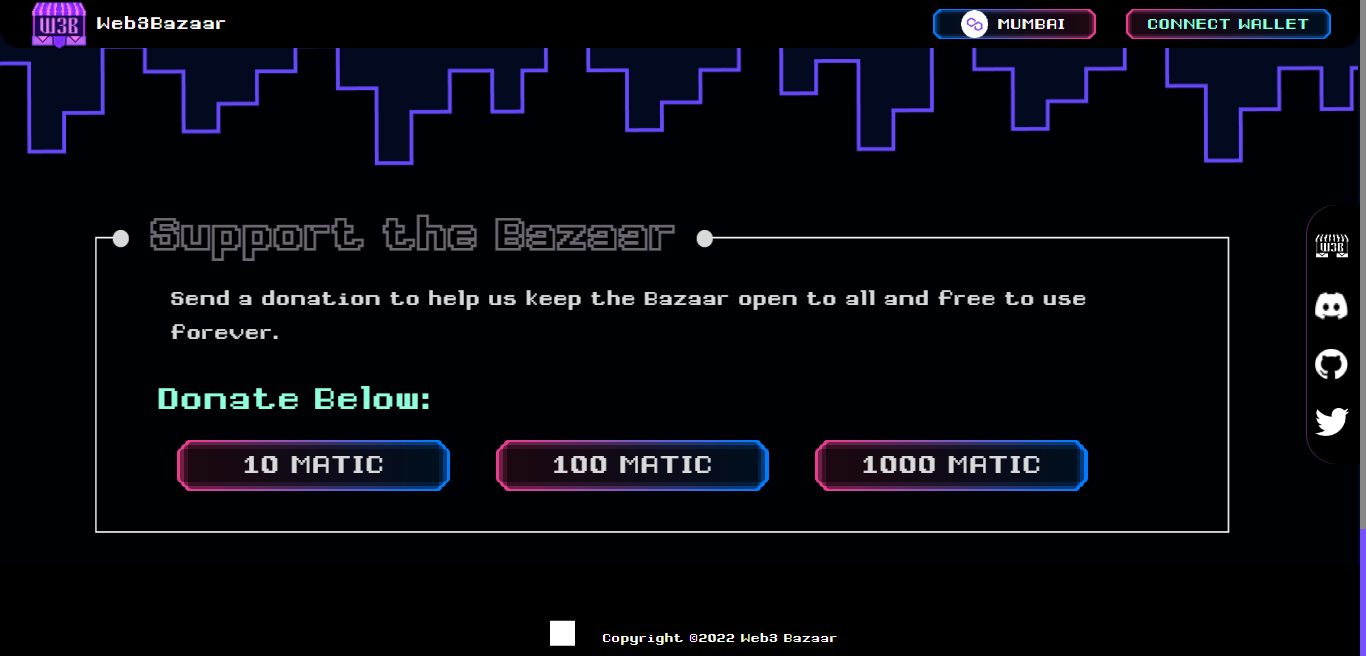 W3B Web3Bazaar MUMBAI CONNECT WALLET
Support the Bazaar
W3B
Send a donation to help us keep the Bazaar open to all and free to use
forever.
Donate Below:
10 MATIC 100 MATIC 1000 MATIC
Copyright ©2022 Web3 Bazaar